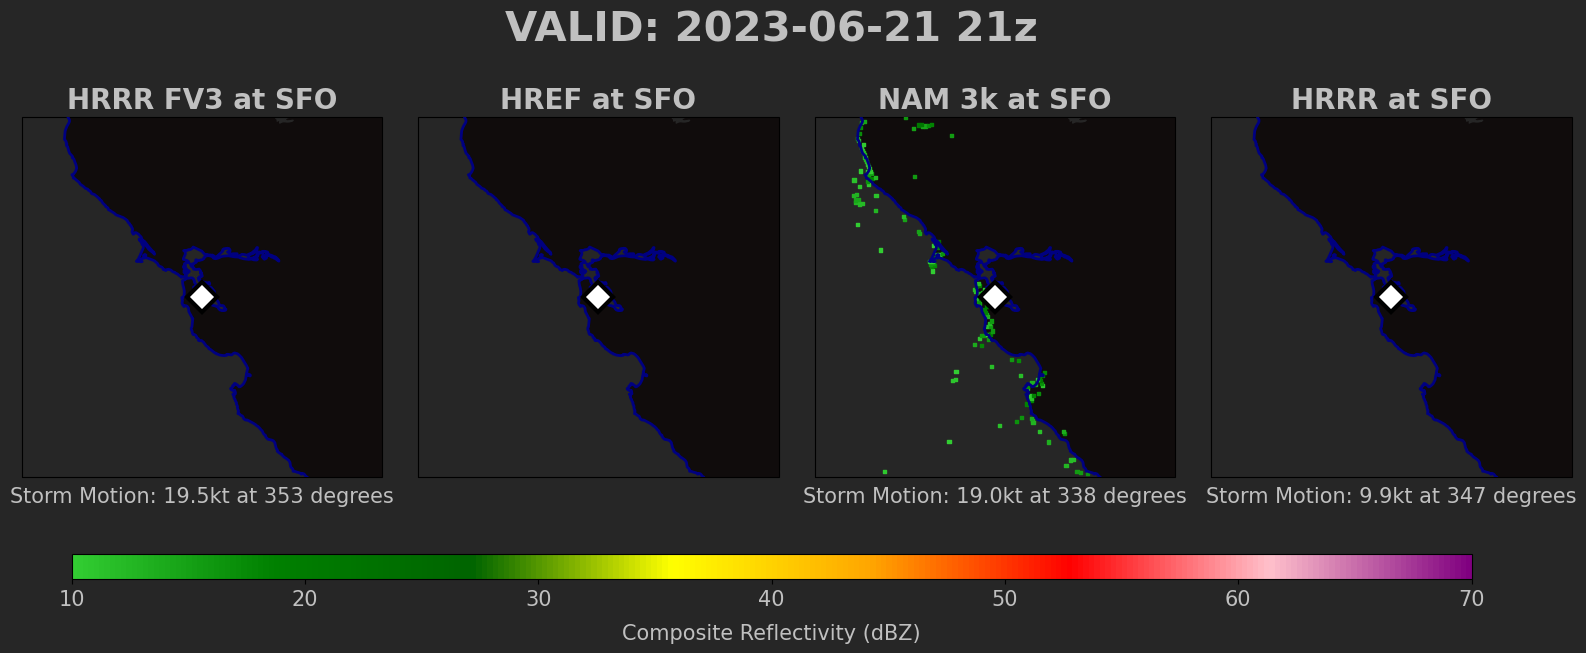 VALID: 2023-06-21 21z
HRRR FV3 at SFO
HREF at SFO
NAM 3k at SFO
HRRR at SFO
Storm Motion: 19.5kt at 353 degrees
Storm Motion: 19.0kt at 338 degrees
Storm Motion: 9.9kt at 347 degrees
10 20 30 40 50 60 70
Composite Reflectivity (dBZ)